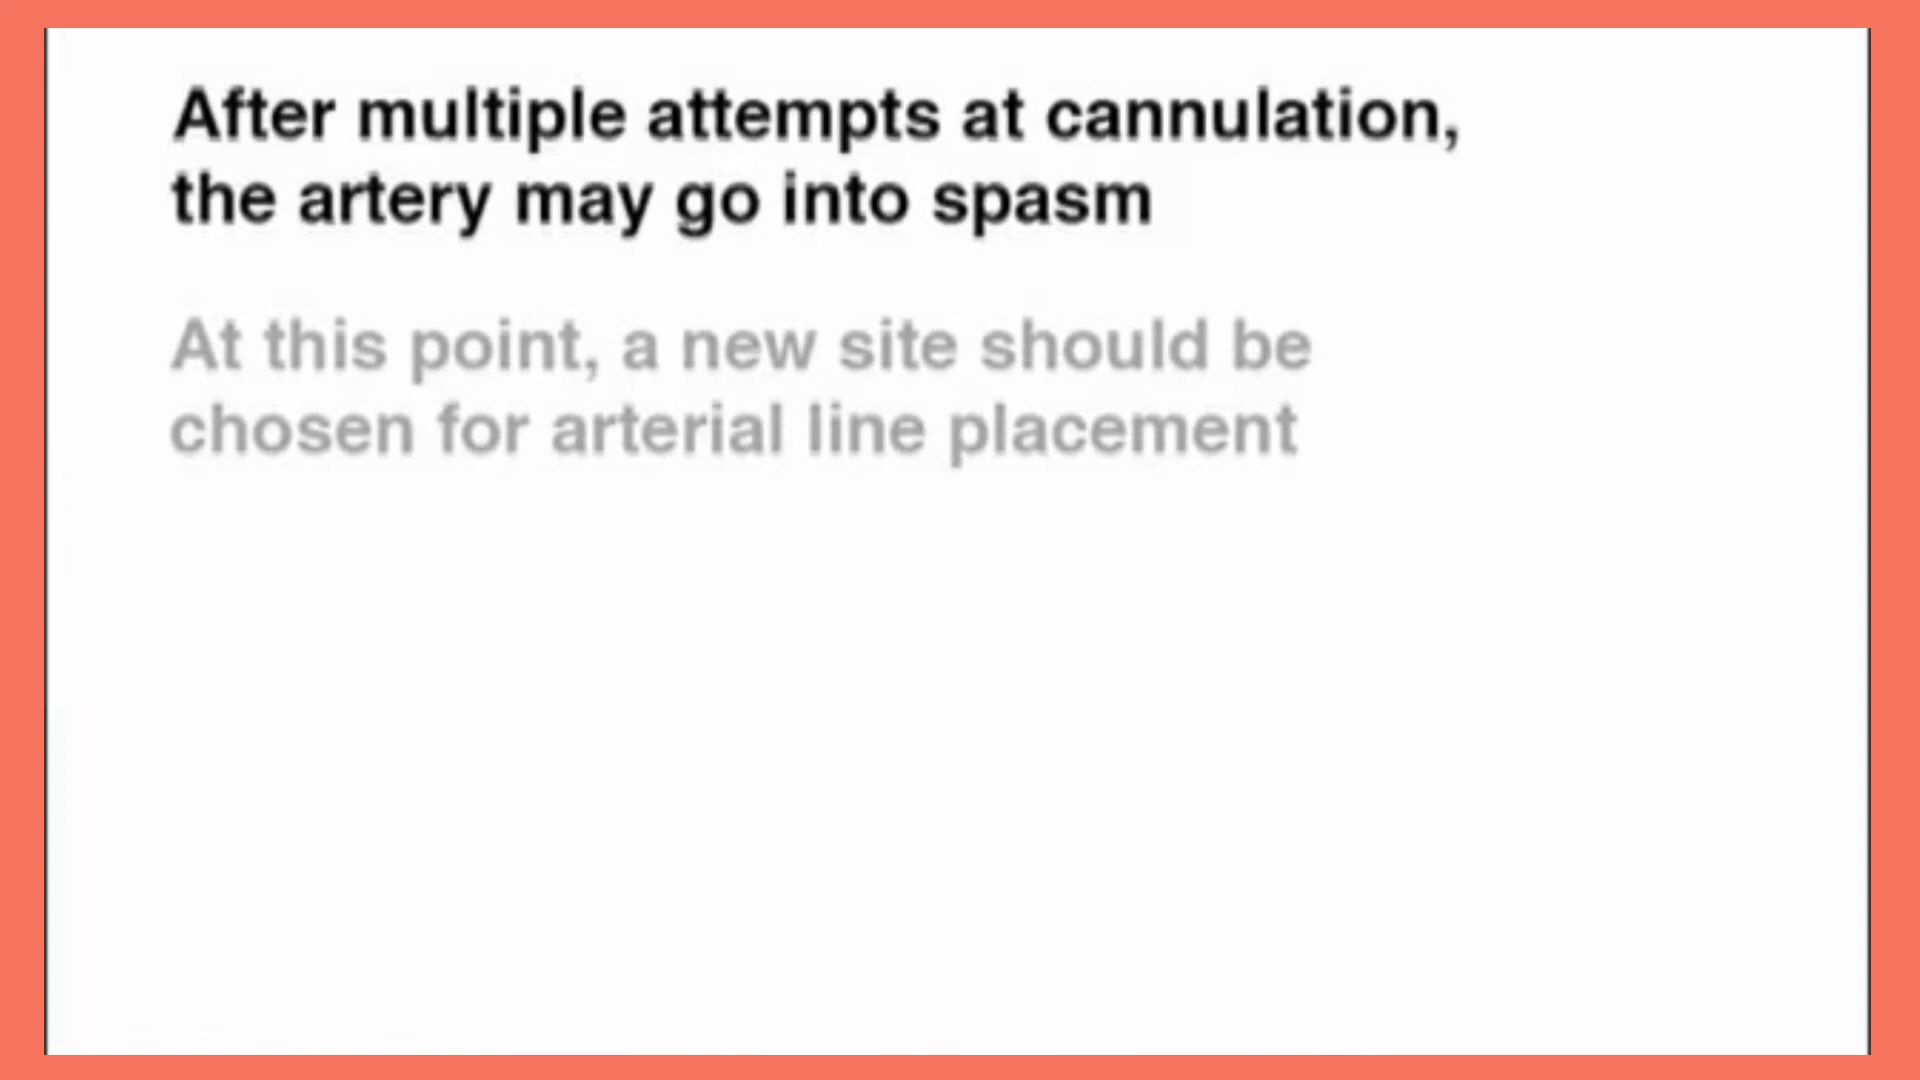 After multiple attempts at cannulation,
the artery may go into spasm
At this point, a new site should be
chosen for arterial line placement